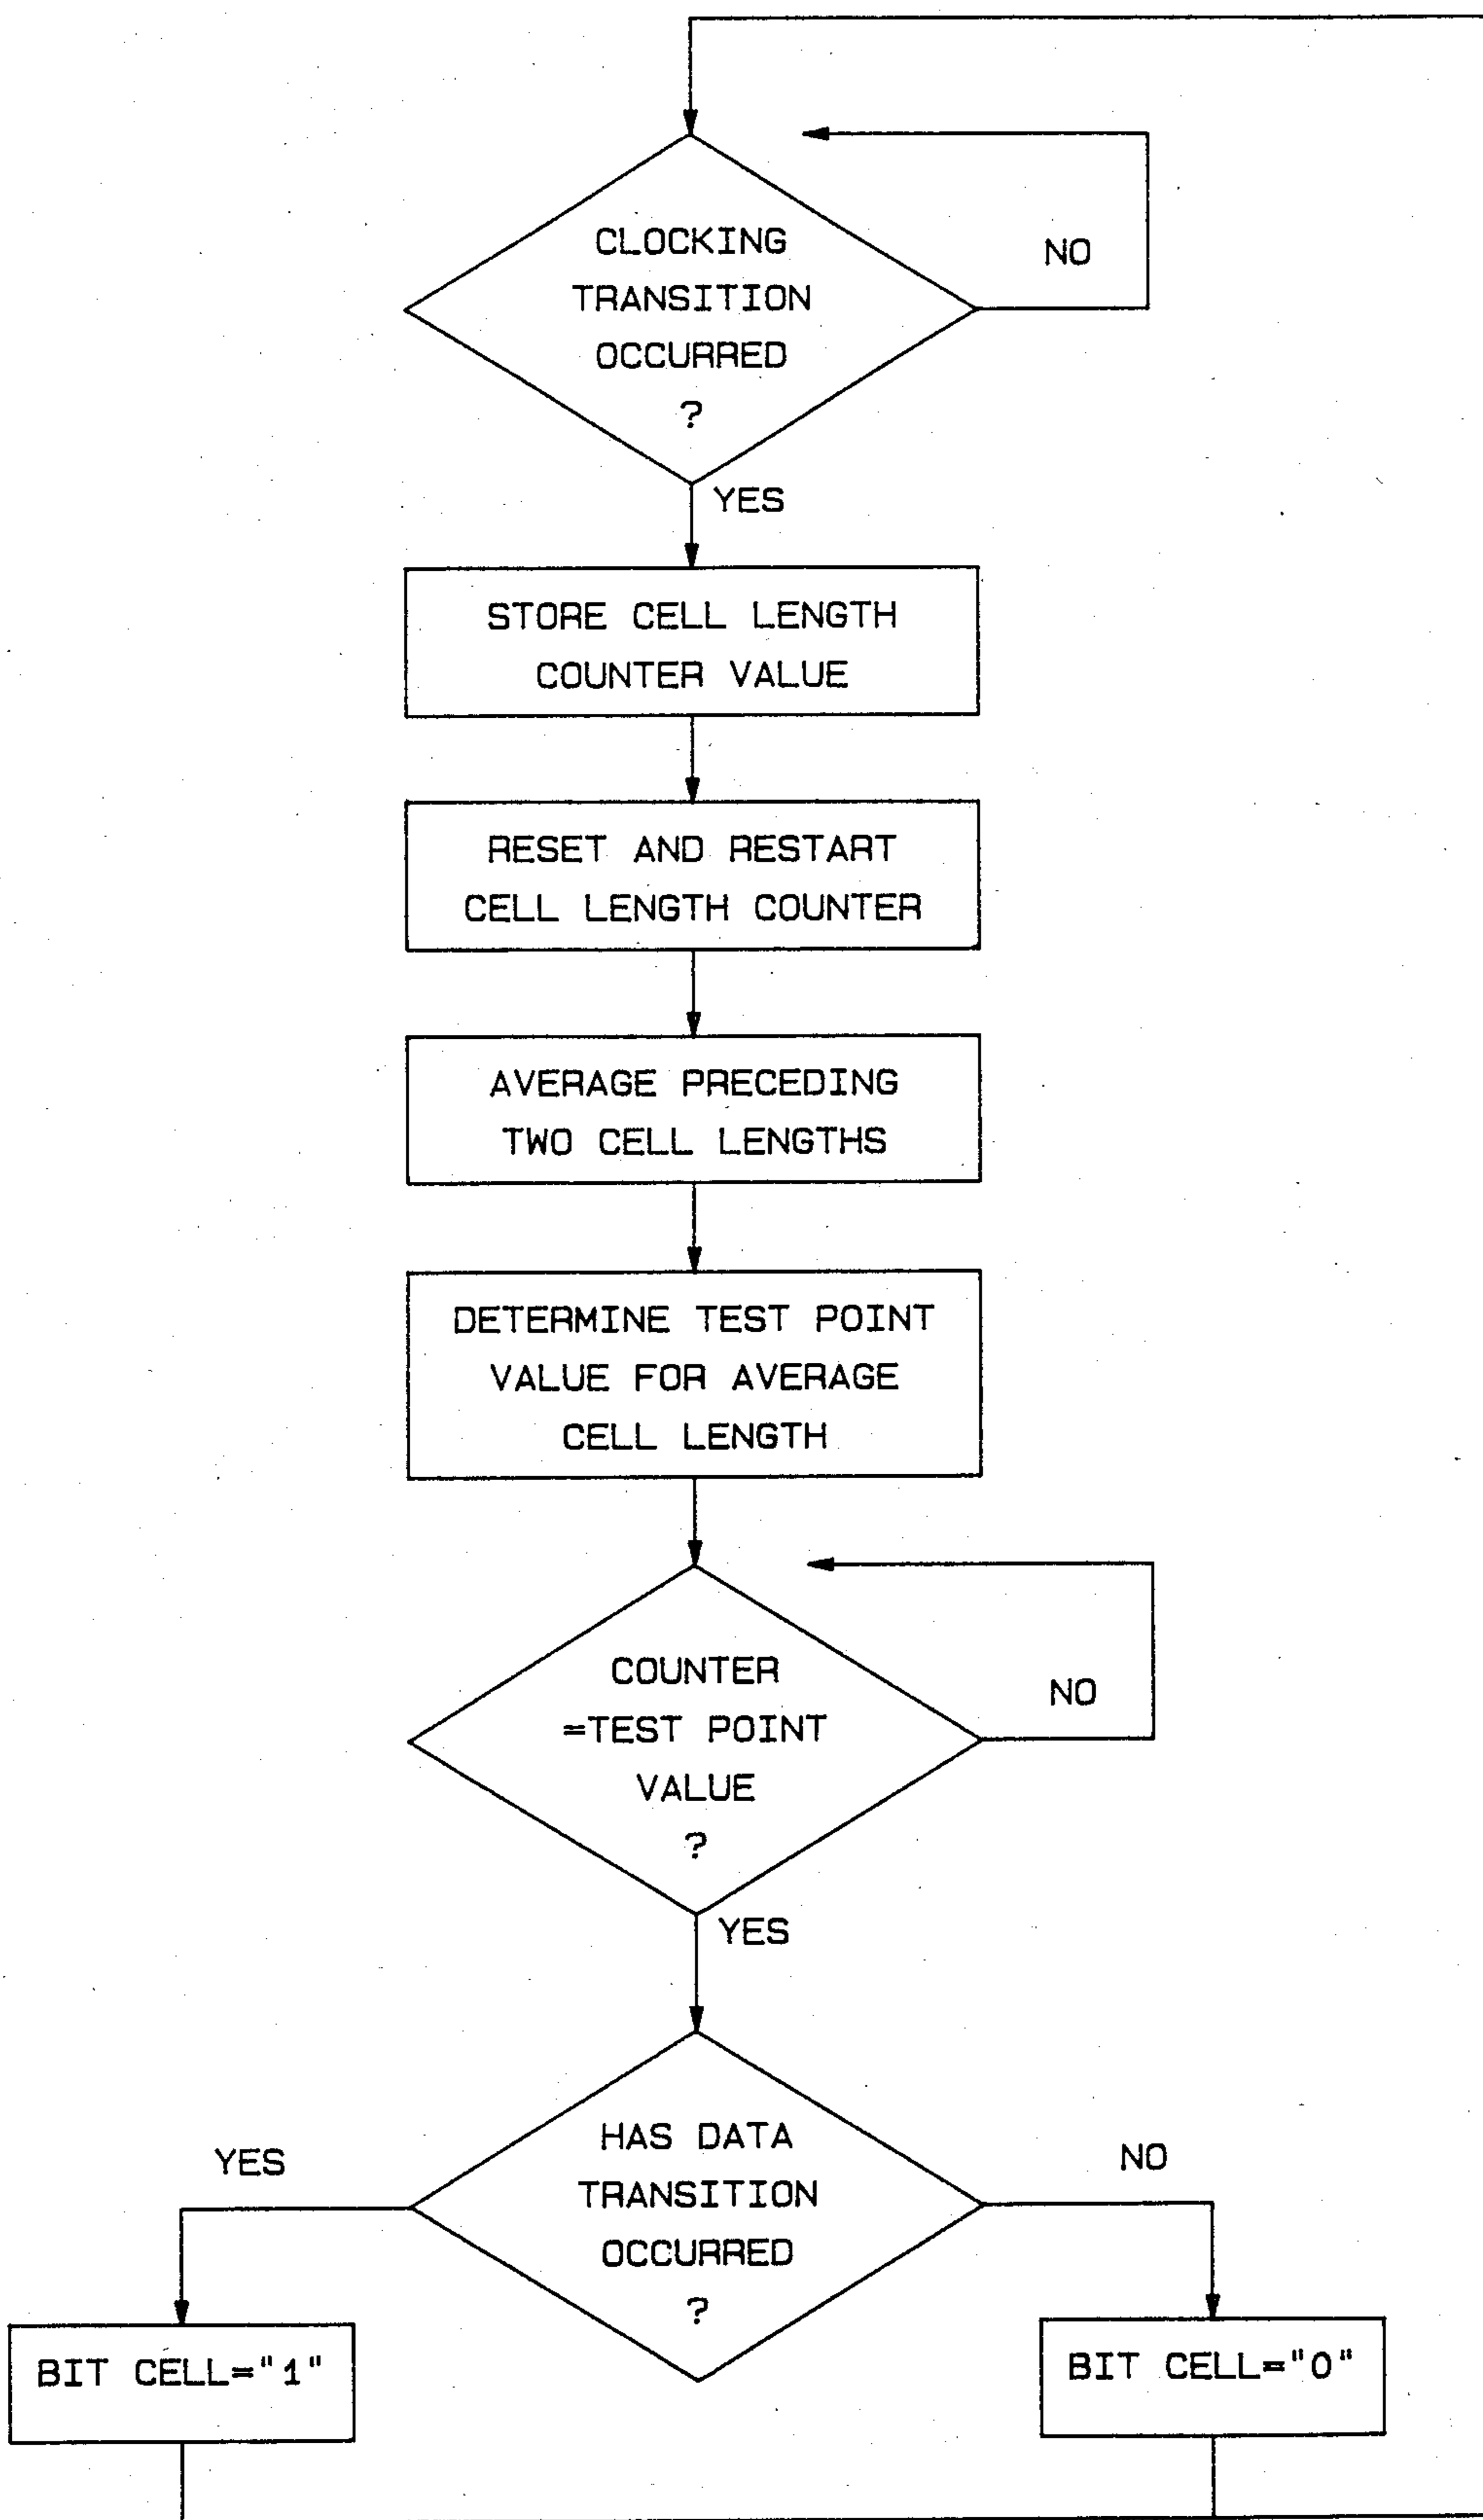 CLOCKING
TRANSITION
OCCURRED
?
NO
YES
STORE CELL LENGTH
COUNTER VALUE
RESET AND RESTART
CELL LENGTH COUNTER
AVERAGE PRECEDING
TWO CELL LENGTHS
DETERMINE TEST POINT
VALUE FOR AVERAGE
CELL LENGTH
COUNTER
=TEST POINT
VALUE
?
NO
YES
HAS DATA
TRANSITION
OCCURRED
?
YES
NO
BIT CELL="1"
BIT CELL="0"